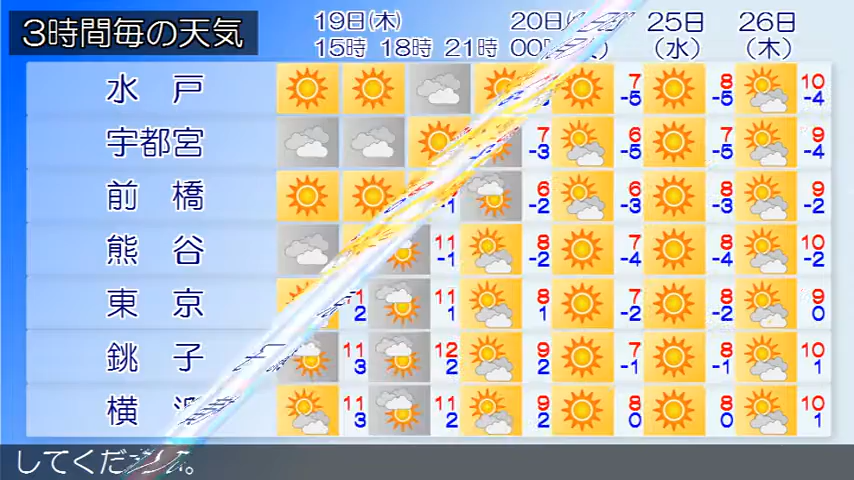 3時間毎の天気
19日(木) 20日
15時 18時 21時 25日 26日
(水) (木)
水 戸 7 -5 8 -5 10 -4
宇都宮 7 -3 6 -5 7 -5 9 -4
前 橋 -1 6 -2 6 -3 8 -3 9 -2
熊 谷 11 -1 8 -2 7 -4 8 -4 10 -2
東 京 2 11 1 8 1 7 -2 8 -2 9 0
銚 子 11 3 12 2 9 2 7 -1 8 -1 10 1
横 11 3 11 2 9 2 8 0 8 0 10 1
してくだ